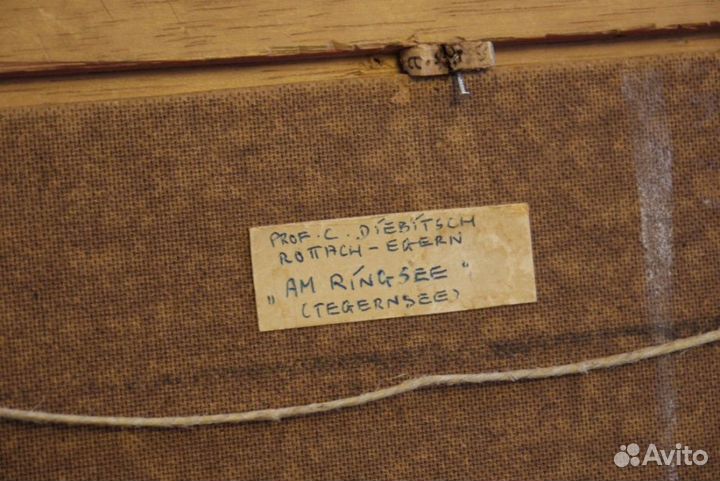 PROF. C. DIEBITSCH
ROTTACH-EGERN
„AM RINGSEE"
(TEGERNSEE)
Avito